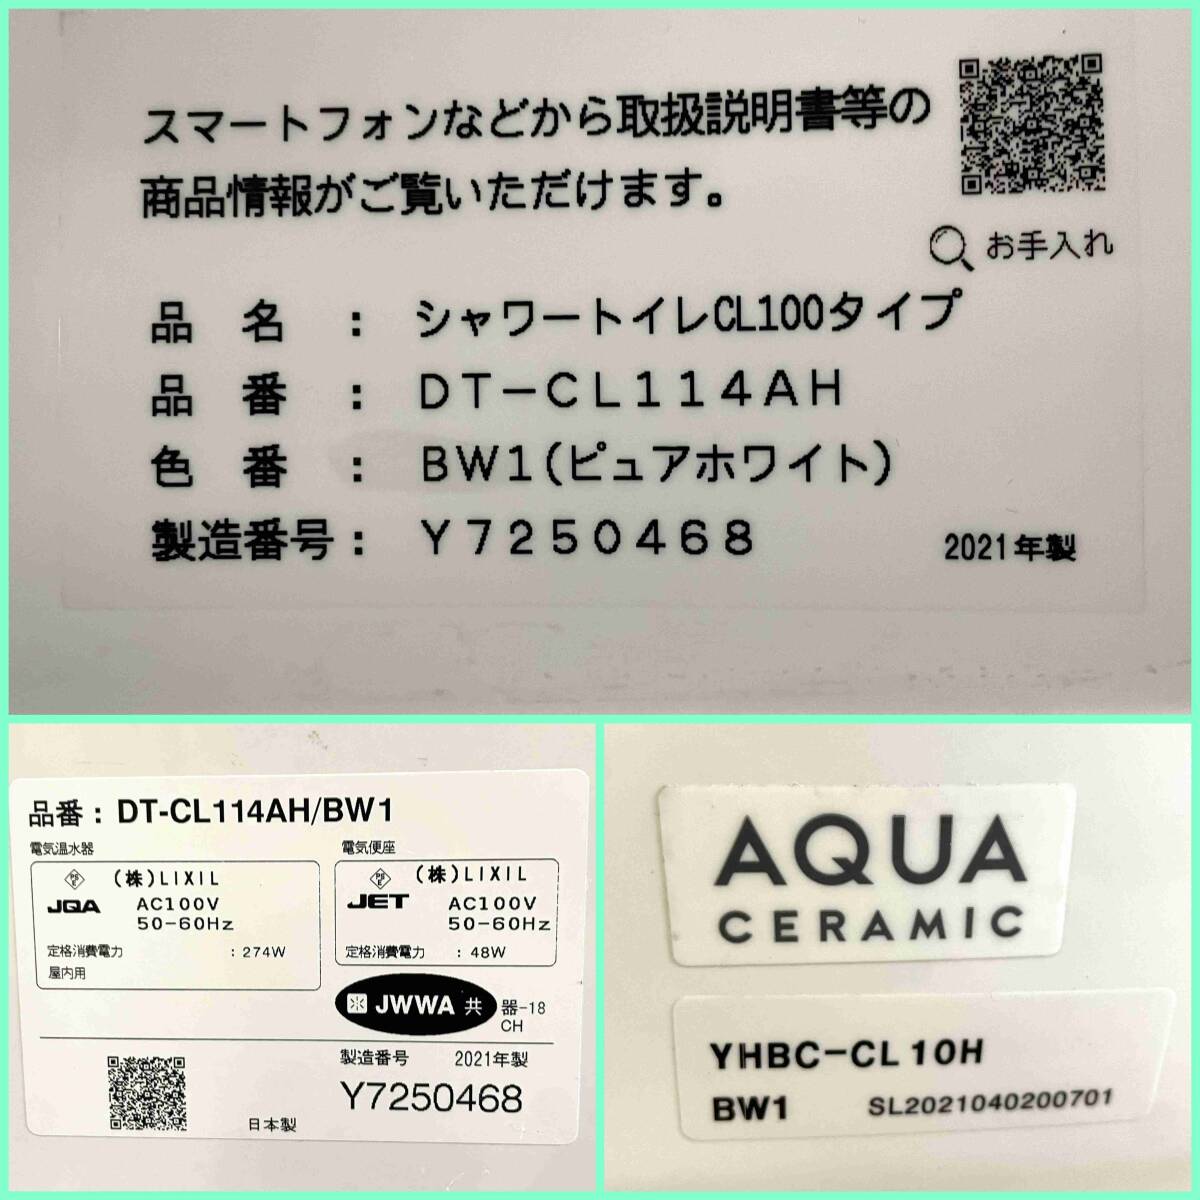 スマートフォンなどから取扱説明書等の
商品情報がご覧いただけます。
お手入れ
品 名 : シャワートイレCL100タイプ
品 番 : DT-CL114AH
色 番 : BW1(ピュアホワイト)
製造番号: Y7250468
2021年製
品番: DT-CL114AH/BW1
電気温水器
PSE (株)LIXIL
JQA AC100V
50-60Hz
定格消費電力 : 274W
屋内用
電気便座
PSE (株)LIXIL
JET AC100V
50-60Hz
定格消費電力 : 48W
JWWA 共 器-18
CH
製造番号 2021年製
Y7250468
日本製
AQUA
CERAMIC
YHBC-CL10H
BW1 SL2021040200701